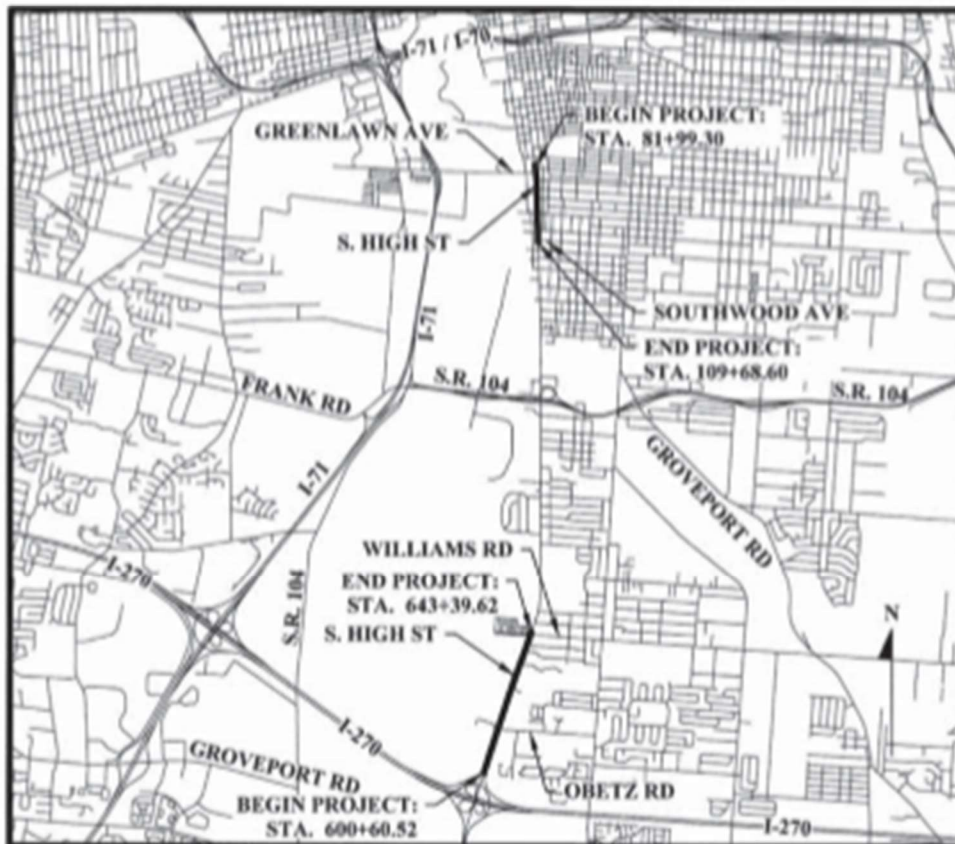 I-71 / I-70
BEGIN PROJECT:
STA. 81+99.30
GREENLAWN AVE
S. HIGH ST
SOUTHWOOD AVE
I-71
END PROJECT:
STA. 109+68.60
FRANK RD
S.R. 104
S.R. 104
GROVEPORT RD
I-71
WILLIAMS RD
I-270
END PROJECT:
STA. 643+39.62
S.R. 104
S. HIGH ST
N
I-270
GROVEPORT RD
OBETZ RD
BEGIN PROJECT:
STA. 600+60.52
I-270